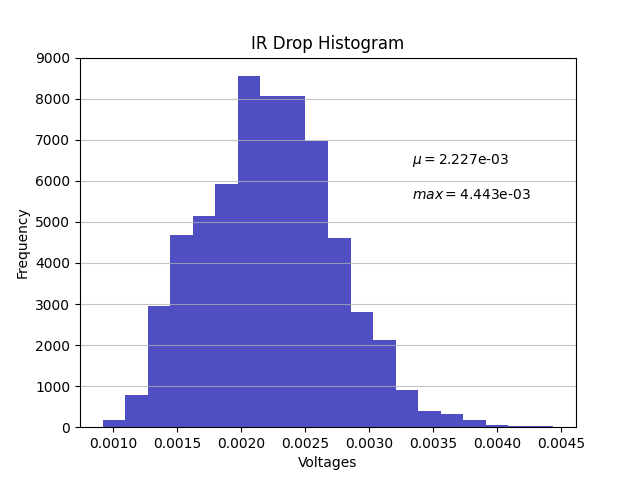 IR Drop Histogram
9000
8000
7000
6000
5000
4000
3000
2000
1000
0
Frequency
μ = 2.227e-03
max = 4.443e-03
0.0010 0.0015 0.0020 0.0025 0.0030 0.0035 0.0040 0.0045
Voltages